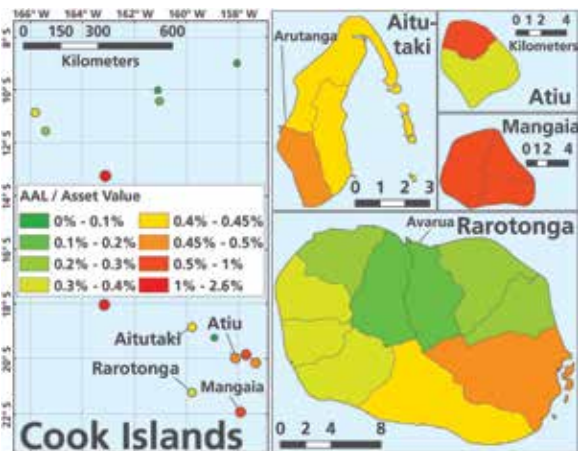 166° W 164° W 162° W 160° W 158° W
8° S
10° S
12° S
14° S
16° S
18° S
20° S
22° S
0 150 300 600
Kilometers
AAL / Asset Value
0% - 0.1%
0.1% - 0.2%
0.2% - 0.3%
0.3% - 0.4%
0.4% - 0.45%
0.45% - 0.5%
0.5% - 1%
1% - 2.6%
Aitutaki
Atiu
Rarotonga
Mangaia
Cook Islands
Arutanga
Aitu-
taki
0 1 2 3
0 1 2 4
Kilometers
Atiu
Mangaia
0 1 2 4
Avarua
Rarotonga
0 2 4 8